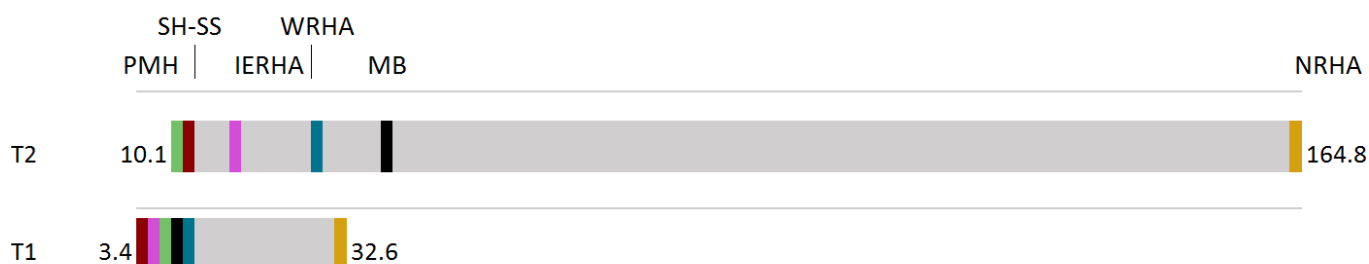 SH-SS WRHA
PMH IERHA MB NRHA
T2 10.1 164.8
T1 3.4 32.6